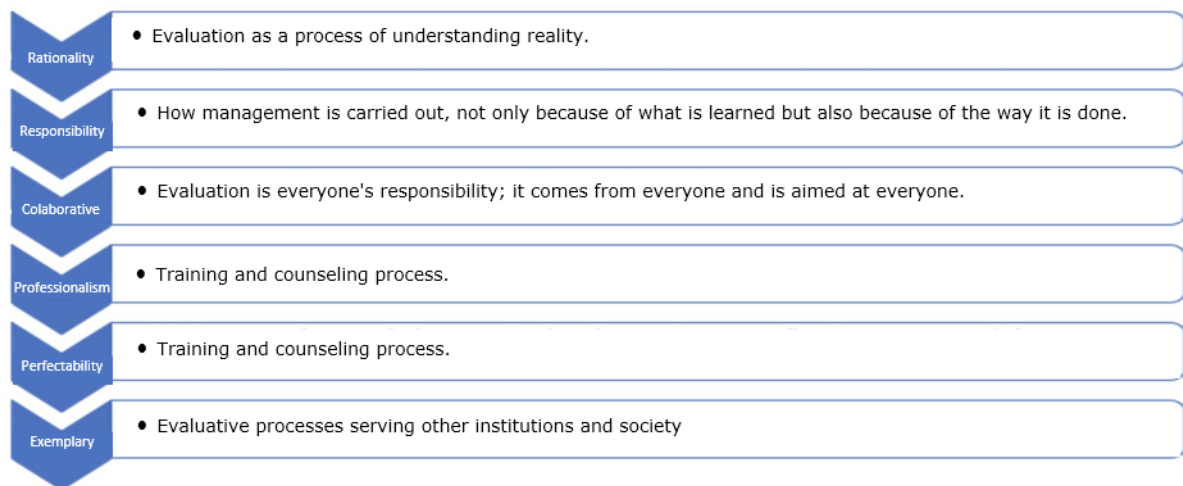 Rationality
• Evaluation as a process of understanding reality.
Responsibility
• How management is carried out, not only because of what is learned but also because of the way it is done.
Colaborative
• Evaluation is everyone's responsibility; it comes from everyone and is aimed at everyone.
Professionalism
• Training and counseling process.
Perfectability
• Training and counseling process.
Exemplary
• Evaluative processes serving other institutions and society